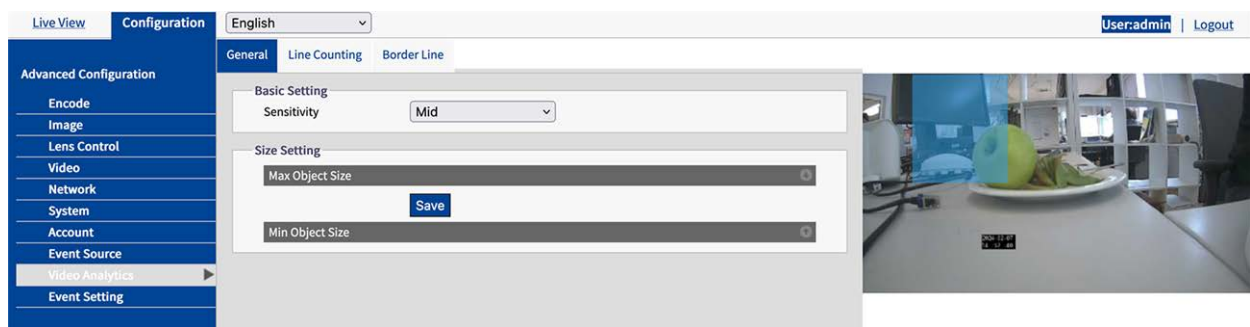 Live View Configuration English User:admin | Logout
General Line Counting Border Line
Advanced Configuration
Encode
Image
Lens Control
Video
Network
System
Account
Event Source
Video Analytics
Event Setting
Basic Setting
Sensitivity Mid
Size Setting
Max Object Size
Save
Min Object Size